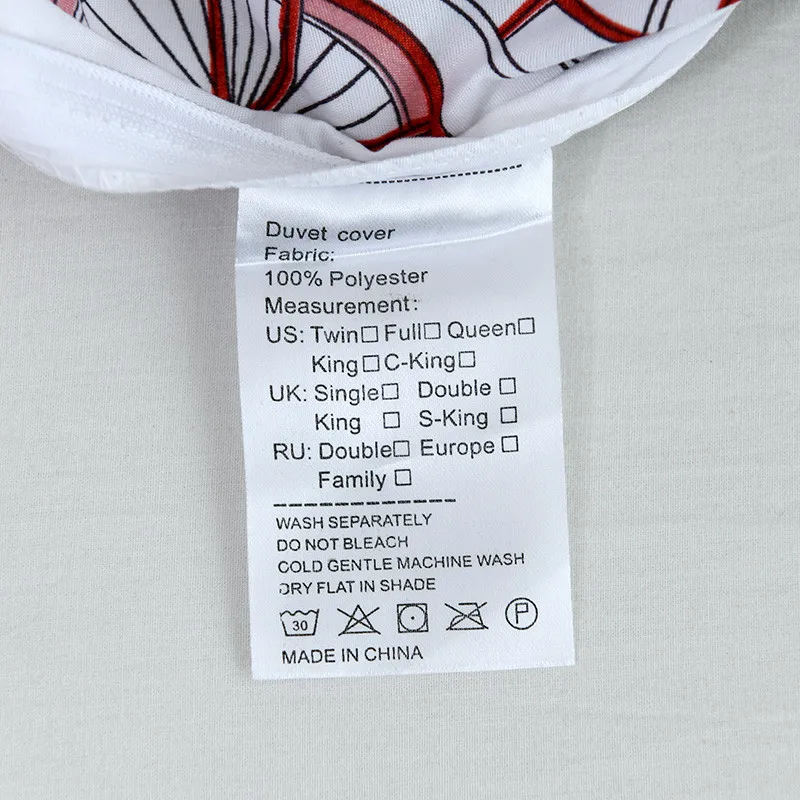 Duvet cover
Fabric:
100% Polyester
Measurement:
US: Twin☐ Full☐ Queen☐
King☐ C-King☐
UK: Single☐ Double ☐
King ☐ S-King ☐
RU: Double☐ Europe ☐
Family ☐
WASH SEPARATELY
DO NOT BLEACH
COLD GENTLE MACHINE WASH
DRY FLAT IN SHADE
30 P
MADE IN CHINA